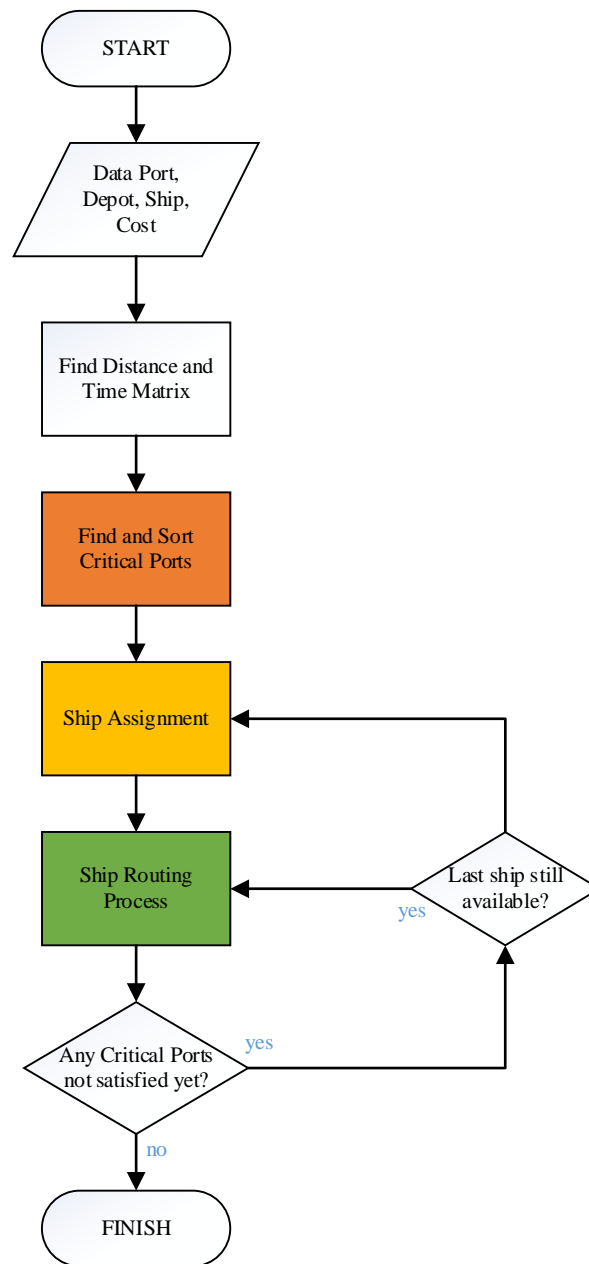 START
Data Port,
Depot, Ship,
Cost
Find Distance and
Time Matrix
Find and Sort
Critical Ports
Ship Assignment
Ship Routing
Process
Last ship still
available?
yes
Any Critical Ports
not satisfied yet?
yes
no
FINISH